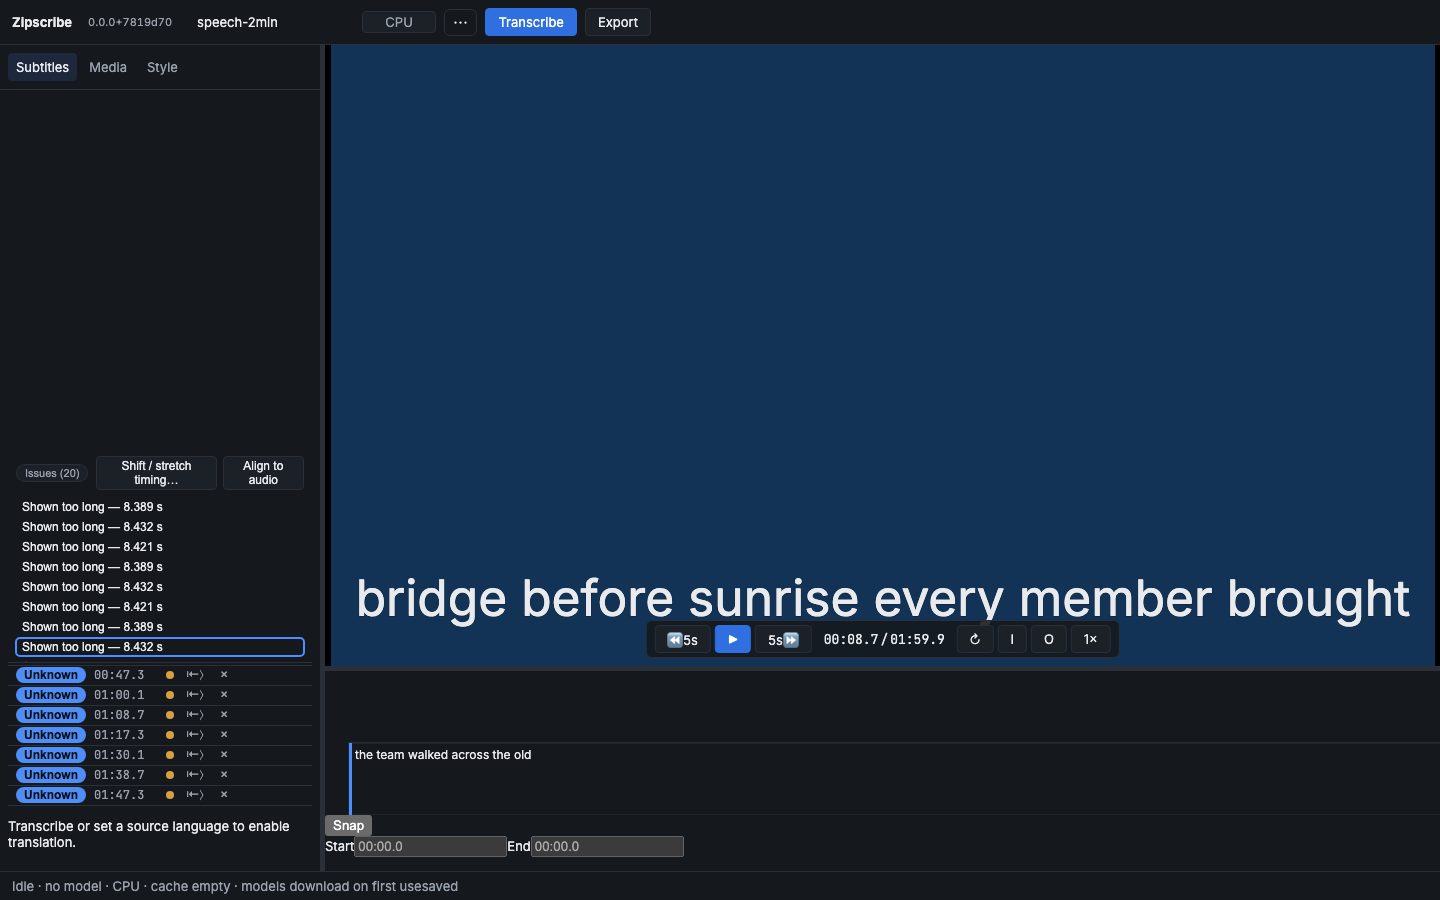 Zipscribe 0.0.0+7819d70 speech-2min CPU ... Transcribe Export
Subtitles Media Style
bridge before sunrise every member brought
⏪5s ▶ 5s⏩ 00:08.7/01:59.9 ↻ I O 1×
Issues (20)
Shift / stretch
timing…
Align to
audio
Shown too long — 8.389 s
Shown too long — 8.432 s
Shown too long — 8.421 s
Shown too long — 8.389 s
Shown too long — 8.432 s
Shown too long — 8.421 s
Shown too long — 8.389 s
Shown too long — 8.432 s
Unknown 00:47.3 ×
Unknown 01:00.1 ×
Unknown 01:08.7 ×
Unknown 01:17.3 ×
Unknown 01:30.1 ×
Unknown 01:38.7 ×
Unknown 01:47.3 ×
Transcribe or set a source language to enable
translation.
the team walked across the old
Snap
Start 00:00.0 End 00:00.0
Idle · no model · CPU · cache empty · models download on first usesaved